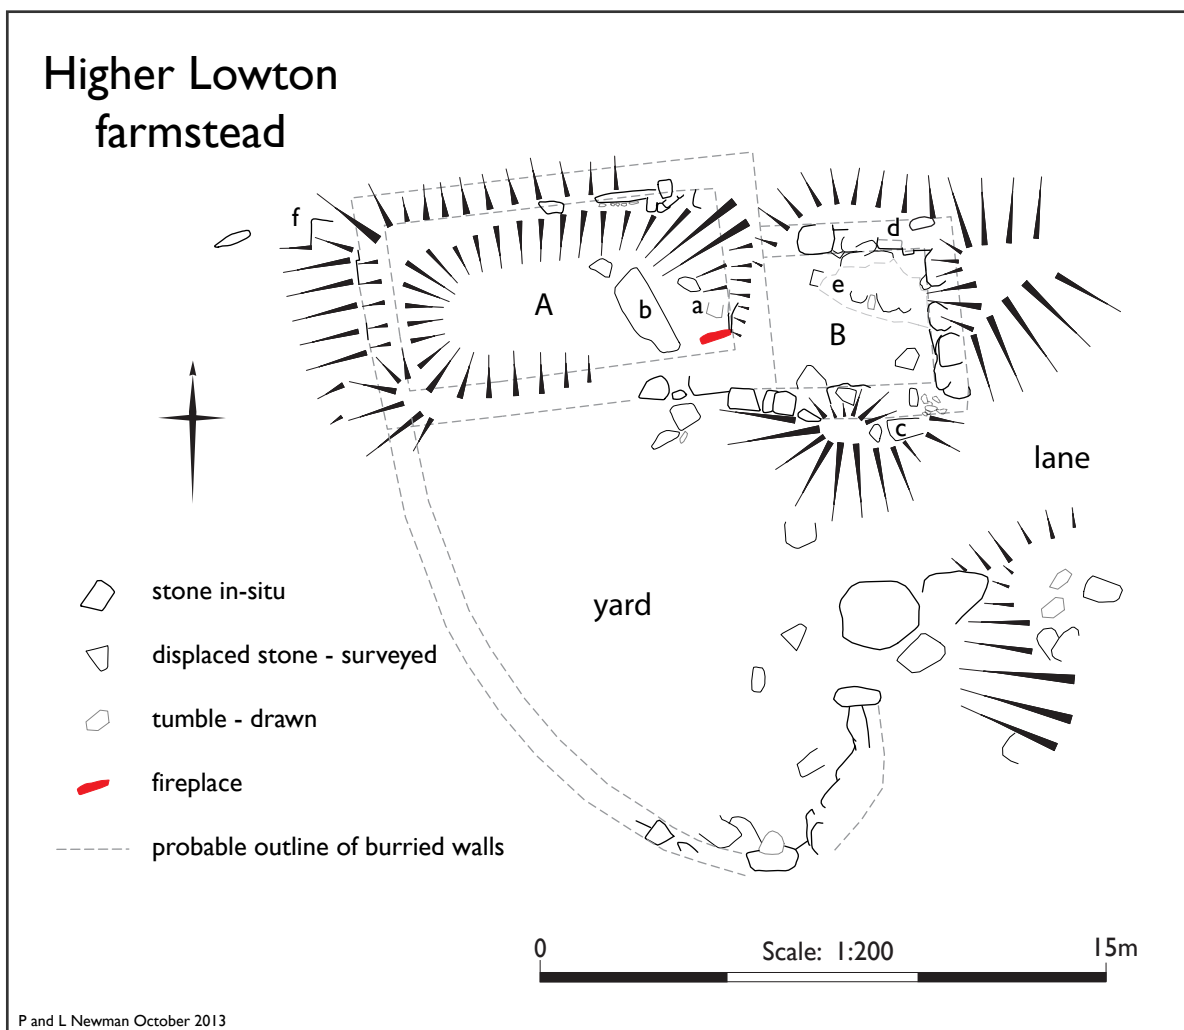 Higher Lowton
farmstead
f
d
A
b
a
e
B
c
lane
yard
stone in-situ
displaced stone - surveyed
tumble - drawn
fireplace
probable outline of burried walls
0
Scale: 1:200
15m
P and L Newman October 2013